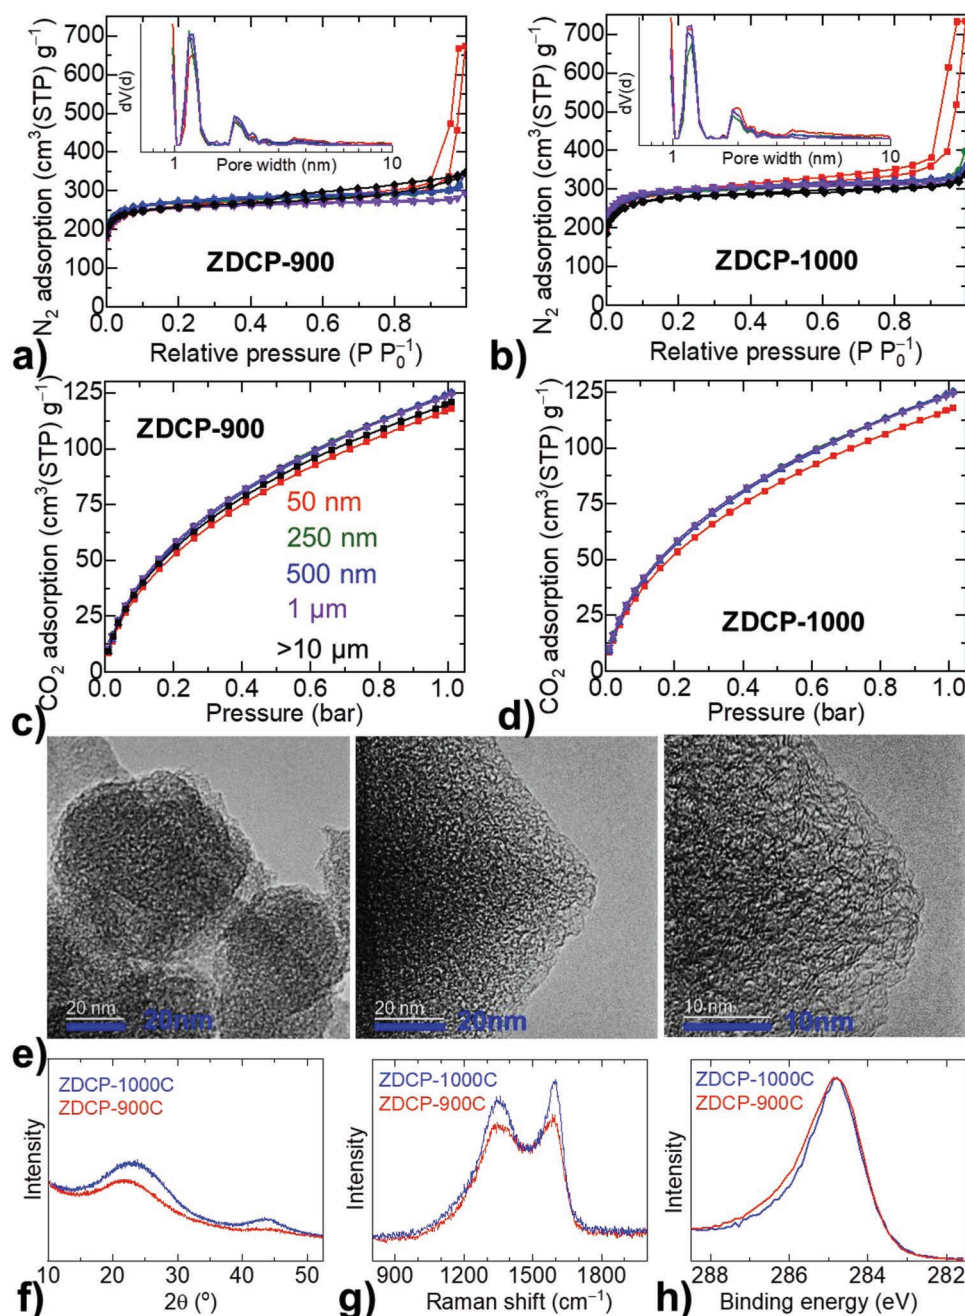 700
600
500
400
300
200
100
0
N₂ adsorption (cm³(STP) g⁻¹)
dV(d)
1
Pore width (nm)
10
ZDCP-900
0.0 0.2 0.4 0.6 0.8
Relative pressure (P P₀⁻¹)
a)
700
600
500
400
300
200
100
0
N₂ adsorption (cm³(STP) g⁻¹)
dV(d)
1
Pore width (nm)
10
ZDCP-1000
0.0 0.2 0.4 0.6 0.8
Relative pressure (P P₀⁻¹)
b)
125
100
75
50
25
0
CO₂ adsorption (cm³(STP) g⁻¹)
ZDCP-900
50 nm
250 nm
500 nm
1 µm
>10 µm
0.0 0.2 0.4 0.6 0.8 1.0
Pressure (bar)
c)
125
100
75
50
25
0
CO₂ adsorption (cm³(STP) g⁻¹)
ZDCP-1000
0.0 0.2 0.4 0.6 0.8 1.0
Pressure (bar)
d)
20 nm
20nm
20 nm
20nm
10 nm
10nm
e)
ZDCP-1000C
ZDCP-900C
Intensity
10 20 30 40 50
2θ (º)
f)
ZDCP-1000C
ZDCP-900C
Intensity
900 1200 1500 1800
Raman shift (cm⁻¹)
g)
ZDCP-1000C
ZDCP-900C
Intensity
288 286 284 282
Binding energy (eV)
h)